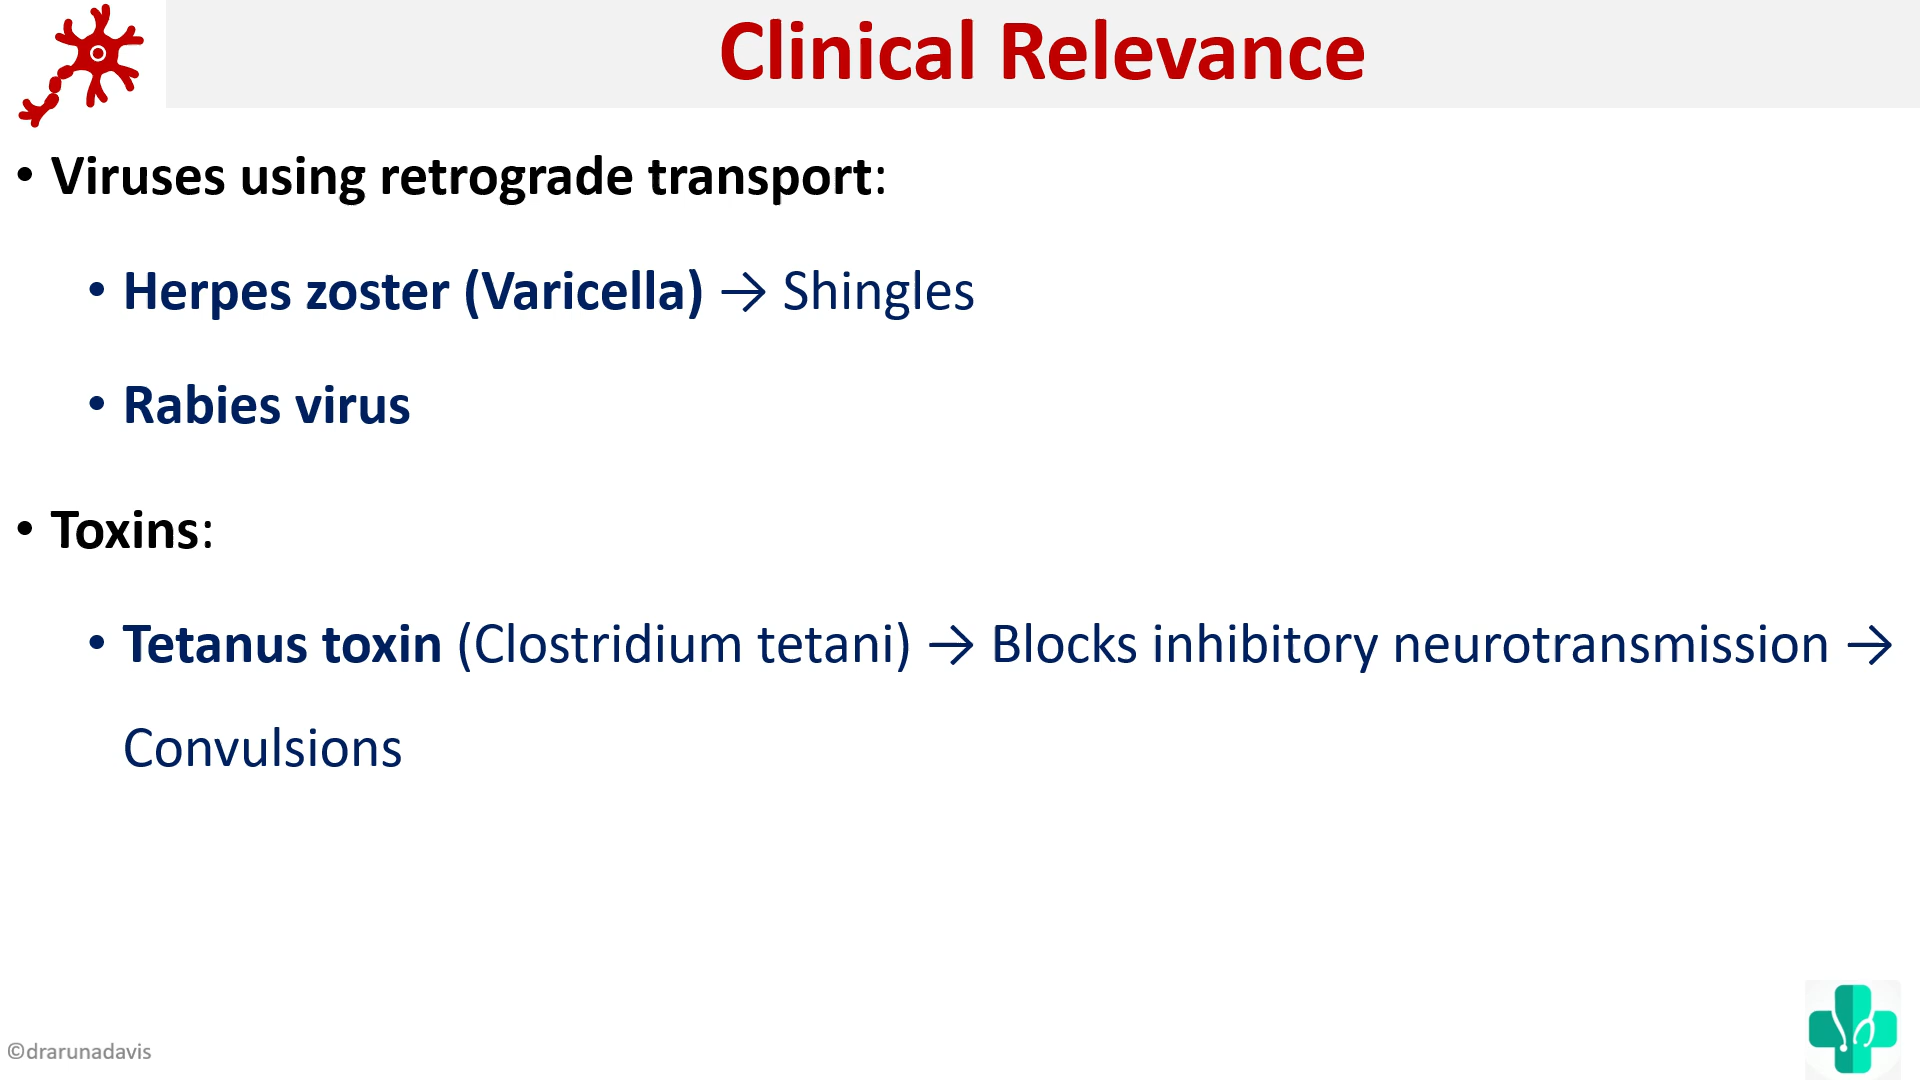 Clinical Relevance
• Viruses using retrograde transport:
• Herpes zoster (Varicella) → Shingles
• Rabies virus
• Toxins:
• Tetanus toxin (Clostridium tetani) → Blocks inhibitory neurotransmission →
Convulsions
©drarunadavis